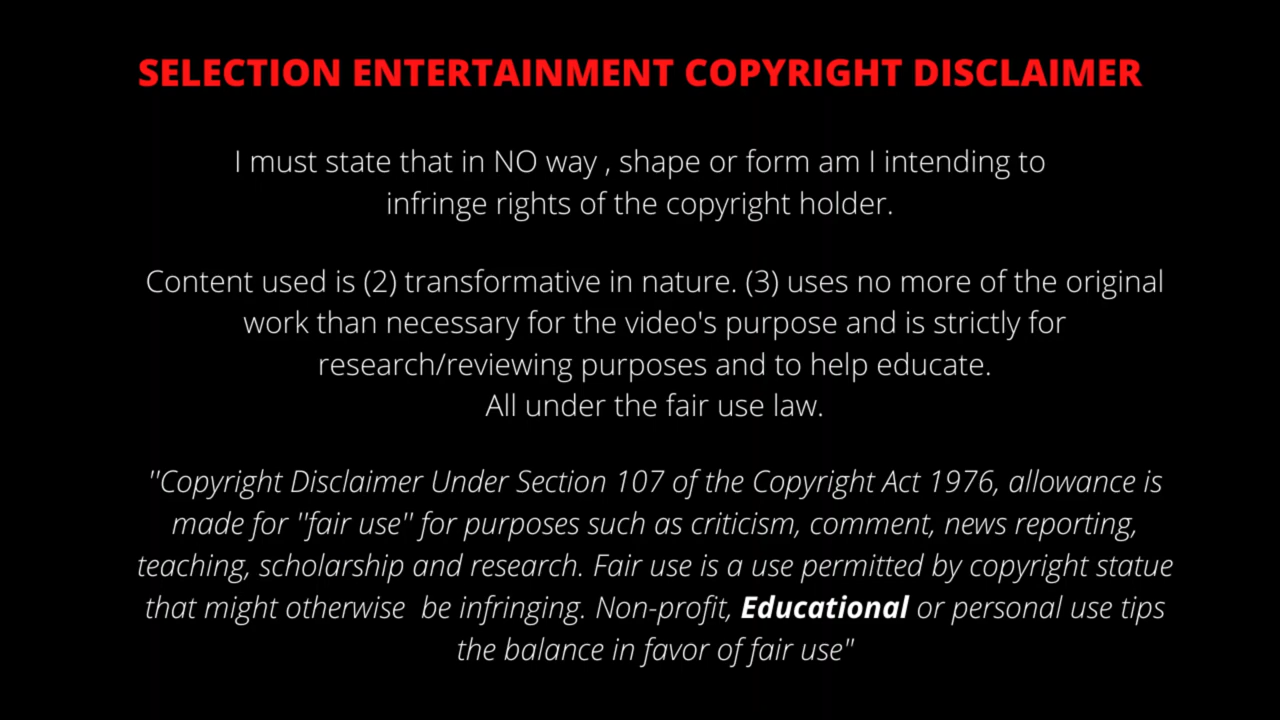 SELECTION ENTERTAINMENT COPYRIGHT DISCLAIMER
I must state that in NO way , shape or form am I intending to
infringe rights of the copyright holder.
Content used is (2) transformative in nature. (3) uses no more of the original
work than necessary for the video's purpose and is strictly for
research/reviewing purposes and to help educate.
All under the fair use law.
"Copyright Disclaimer Under Section 107 of the Copyright Act 1976, allowance is
made for "fair use" for purposes such as criticism, comment, news reporting,
teaching, scholarship and research. Fair use is a use permitted by copyright statue
that might otherwise  be infringing. Non-profit, Educational or personal use tips
the balance in favor of fair use"